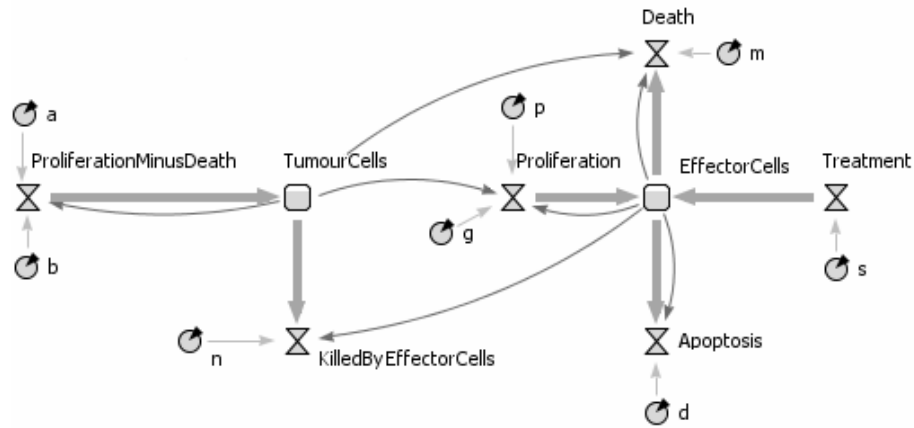 Death
m
a
p
ProliferationMinusDeath
TumourCells
Proliferation
EffectorCells
Treatment
g
b
s
n
KilledByEffectorCells
Apoptosis
d